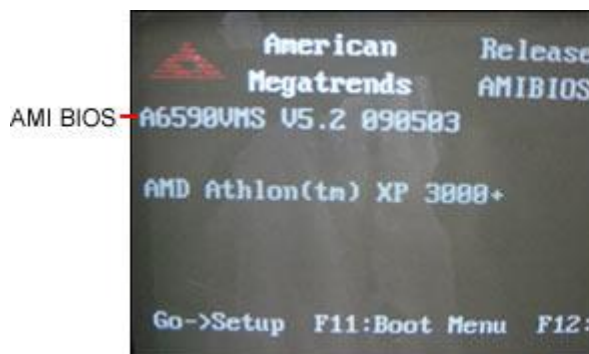 American Release
Megatrends AMIBIOS
AMI BIOS
A6590VMS V5.2 090503
AMD Athlon(tm) XP 3000+
Go->Setup F11:Boot Menu F12: